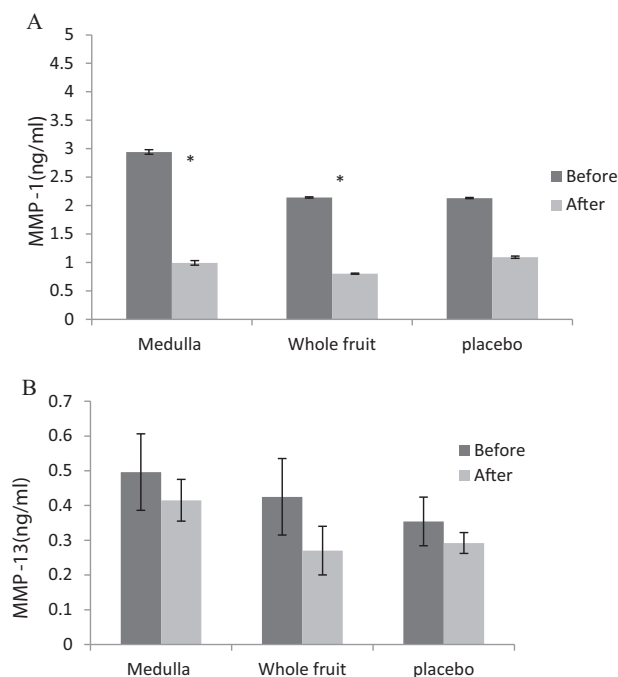 A
MMP-1(ng/ml)
5
4.5
4
3.5
3
2.5
2
1.5
1
0.5
0
*
*
Before
After
Medulla Whole fruit placebo
B
MMP-13(ng/ml)
0.7
0.6
0.5
0.4
0.3
0.2
0.1
0
Before
After
Medulla Whole fruit placebo